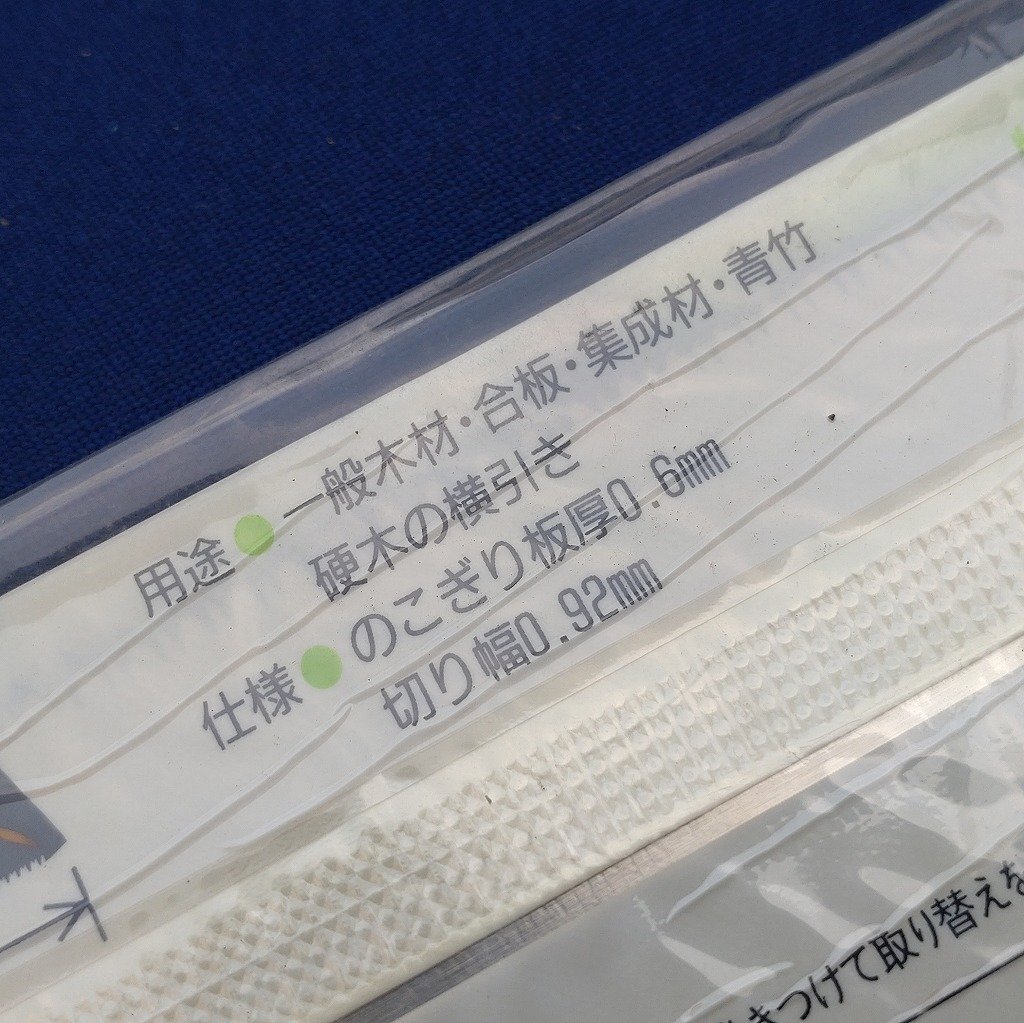 用途●一般木材・合板・集成材・青竹
硬木の横引き
仕様●のこぎり板厚0.6mm
切り幅0.92mm
きつけて取り替えを